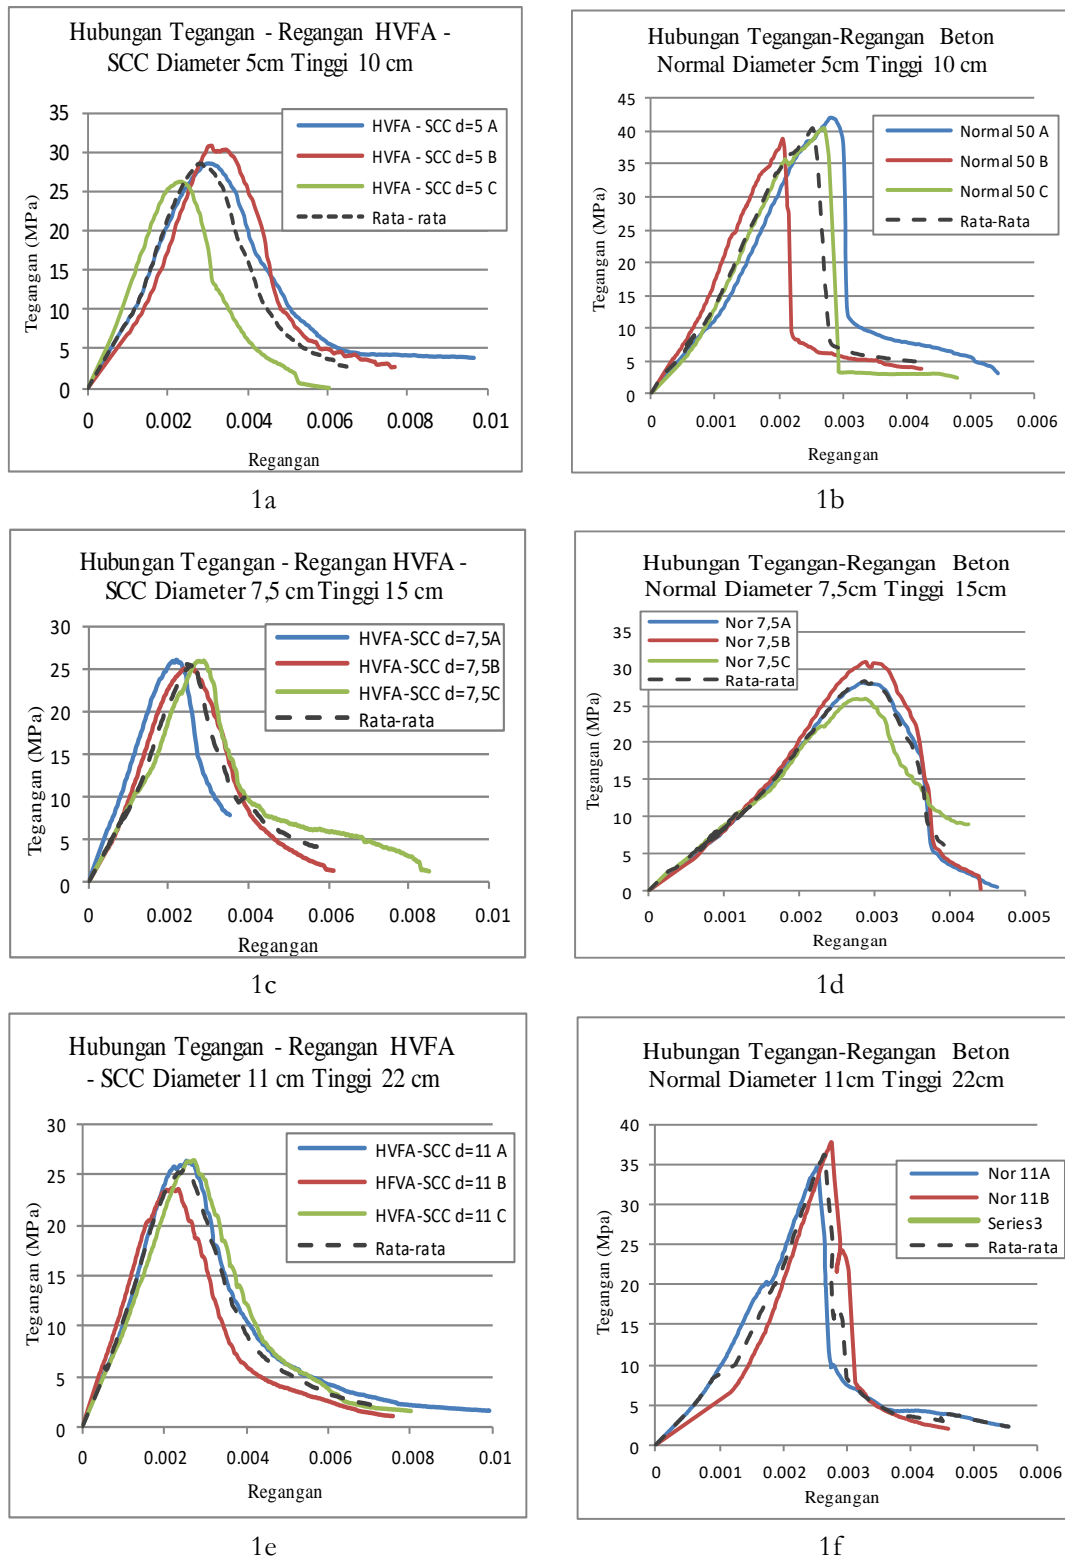 Hubungan Tegangan - Regangan HVFA -
SCC Diameter 5cm Tinggi 10 cm
Tegangan (MPa)
35
30
25
20
15
10
5
0
HVFA - SCC d=5 A
HVFA - SCC d=5 B
HVFA - SCC d=5 C
Rata - rata
0 0.002 0.004 0.006 0.008 0.01
Regangan
1a
Hubungan Tegangan-Regangan Beton
Normal Diameter 5cm Tinggi 10 cm
Tegangan (MPa)
45
40
35
30
25
20
15
10
5
0
Normal 50 A
Normal 50 B
Normal 50 C
Rata-Rata
0 0.001 0.002 0.003 0.004 0.005 0.006
Regangan
1b
Hubungan Tegangan - Regangan HVFA -
SCC Diameter 7,5 cm Tinggi 15 cm
Tegangan (MPa)
30
25
20
15
10
5
0
HVFA-SCC d=7,5A
HVFA-SCC d=7,5B
HVFA-SCC d=7,5C
Rata-rata
0 0.002 0.004 0.006 0.008 0.01
Regangan
1c
Hubungan Tegangan-Regangan Beton
Normal Diameter 7,5cm Tinggi 15cm
Tegangan (MPa)
35
30
25
20
15
10
5
0
Nor 7,5A
Nor 7,5B
Nor 7,5C
Rata-rata
0 0.001 0.002 0.003 0.004 0.005
Regangan
1d
Hubungan Tegangan - Regangan HVFA
- SCC Diameter 11 cm Tinggi 22 cm
Tegangan (MPa)
30
25
20
15
10
5
0
HVFA-SCC d=11 A
HFVA-SCC d=11 B
HVFA-SCC d=11 C
Rata-rata
0 0.002 0.004 0.006 0.008 0.01
Regangan
1e
Hubungan Tegangan-Regangan Beton
Normal Diameter 11cm Tinggi 22cm
Tegangan (Mpa)
40
35
30
25
20
15
10
5
0
Nor 11A
Nor 11B
Series3
Rata-rata
0 0.001 0.002 0.003 0.004 0.005 0.006
Regangan
1f